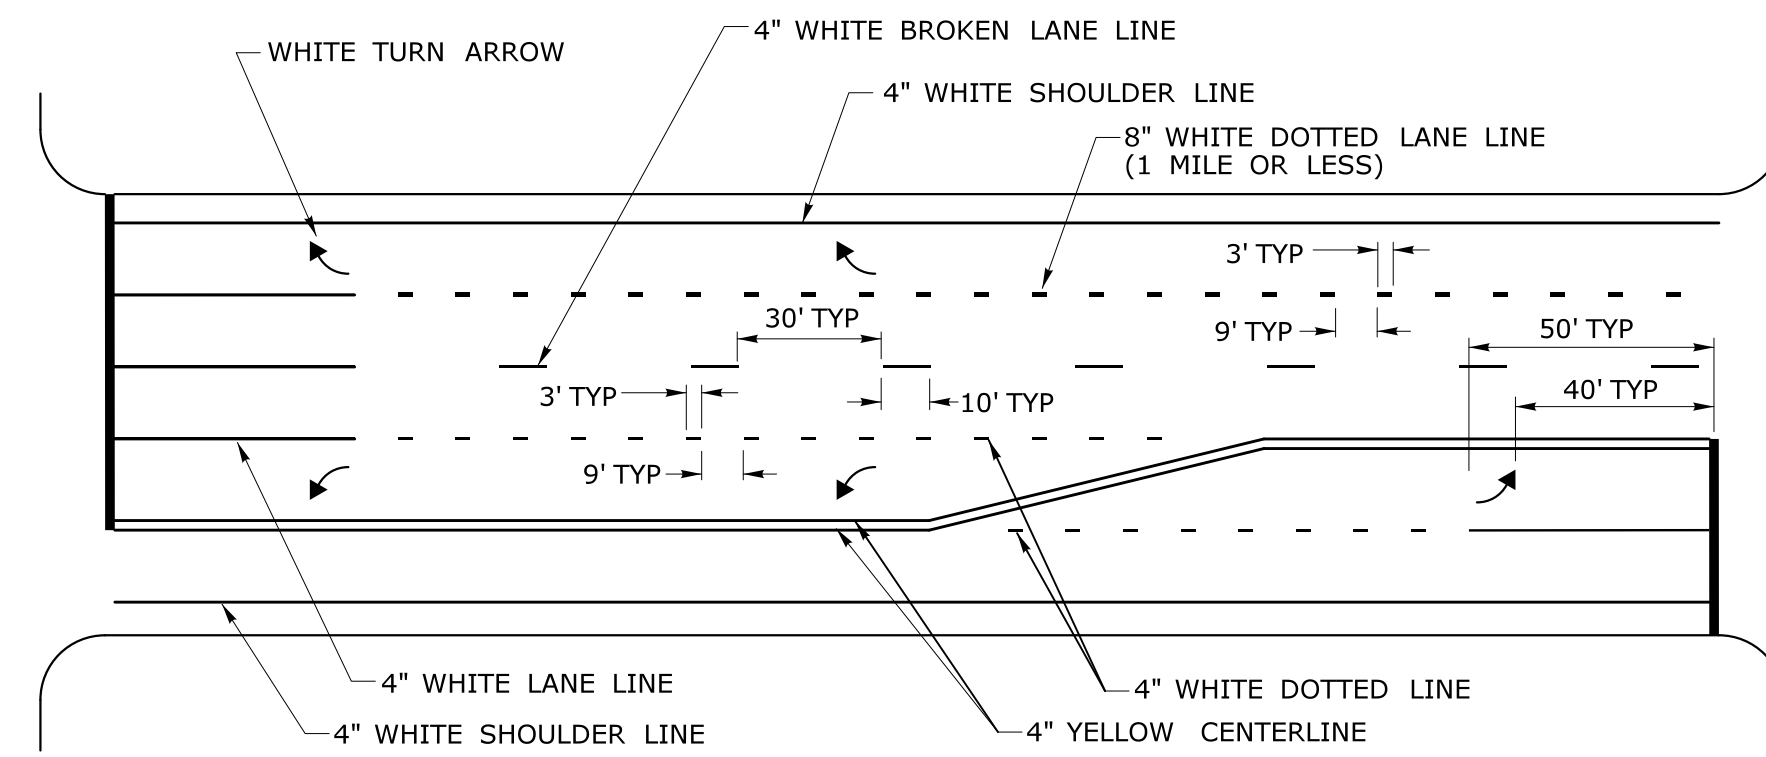 4" WHITE BROKEN LANE LINE
WHITE TURN ARROW
4" WHITE SHOULDER LINE
8" WHITE DOTTED LANE LINE
(1 MILE OR LESS)
3' TYP
30' TYP
9' TYP
50' TYP
3' TYP
10' TYP
40' TYP
9' TYP
4" WHITE LANE LINE
4" WHITE DOTTED LINE
4" WHITE SHOULDER LINE
4" YELLOW CENTERLINE